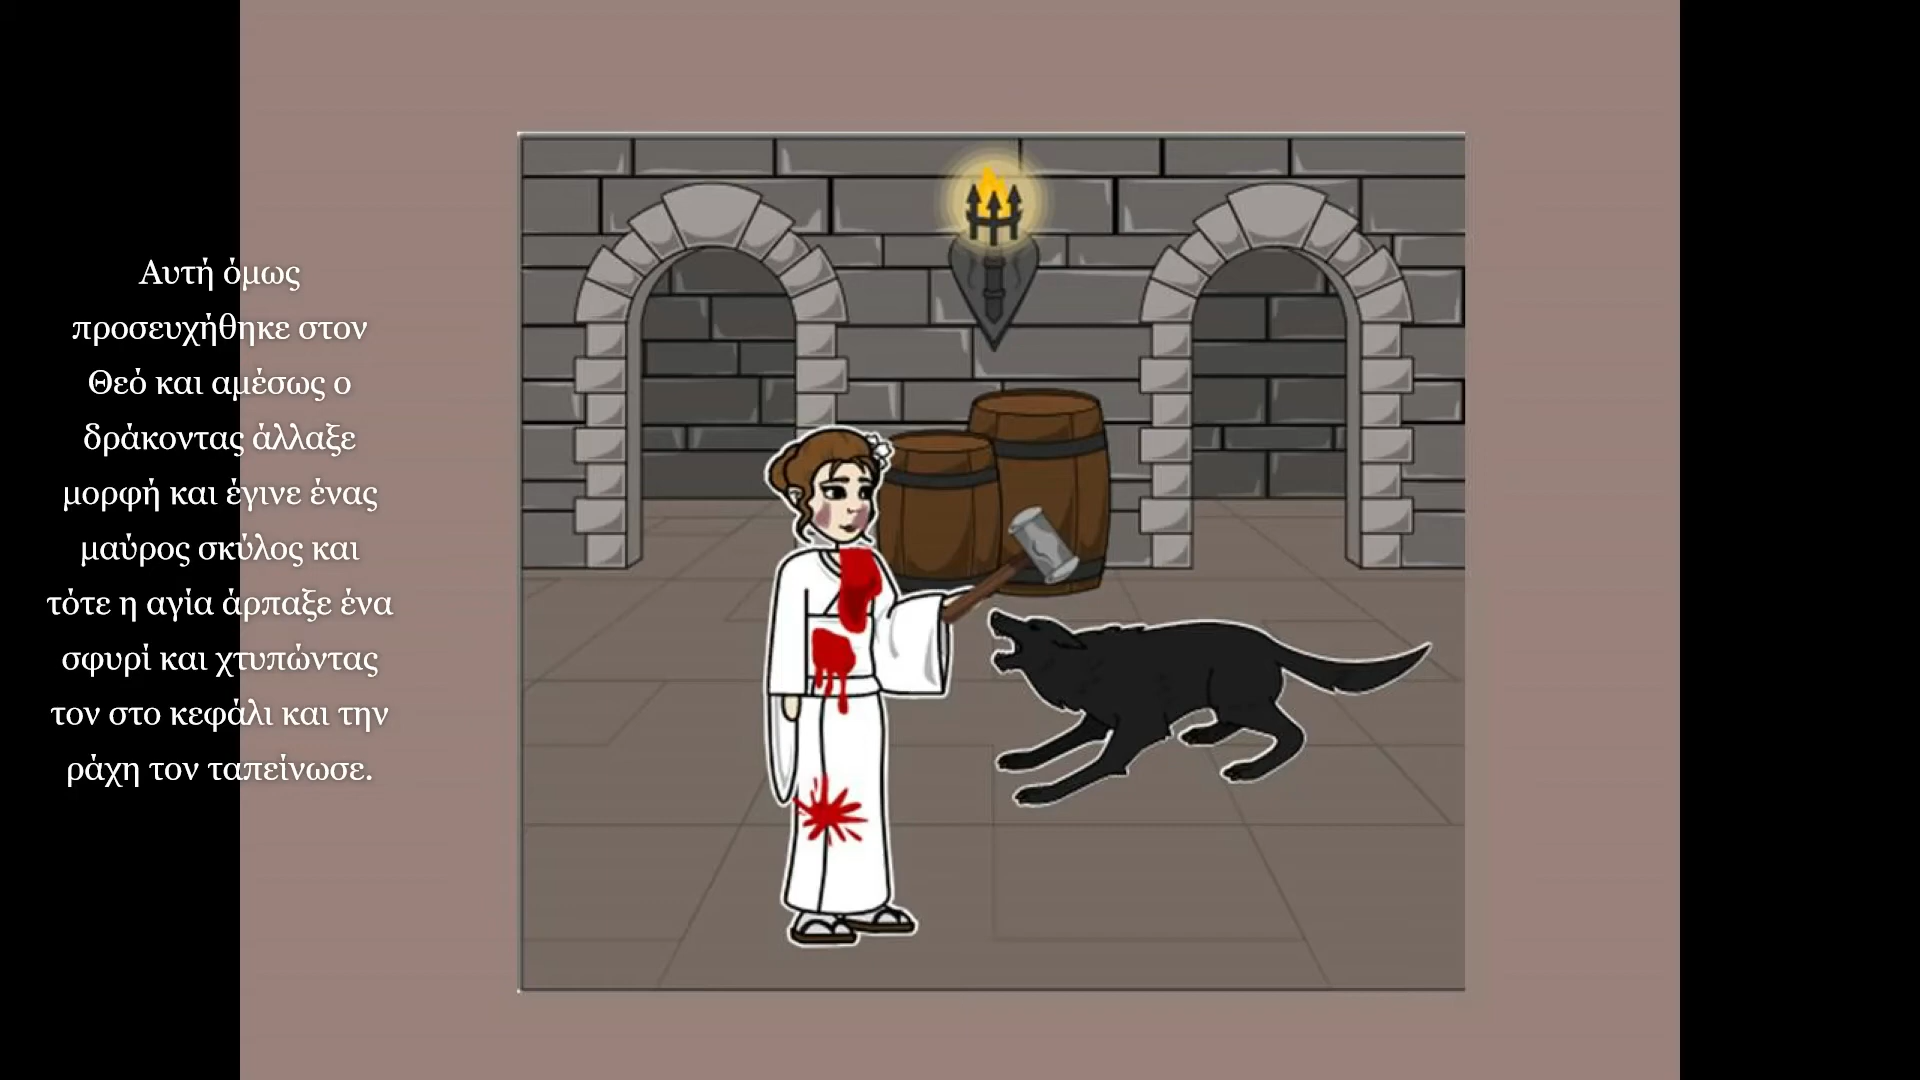 Αυτή όμως
προσευχήθηκε στον
Θεό και αμέσως ο
δράκοντας άλλαξε
μορφή και έγινε ένας
μαύρος σκύλος και
τότε η αγία άρπαξε ένα
σφυρί και χτυπώντας
τον στο κεφάλι και την
ράχη τον ταπείνωσε.